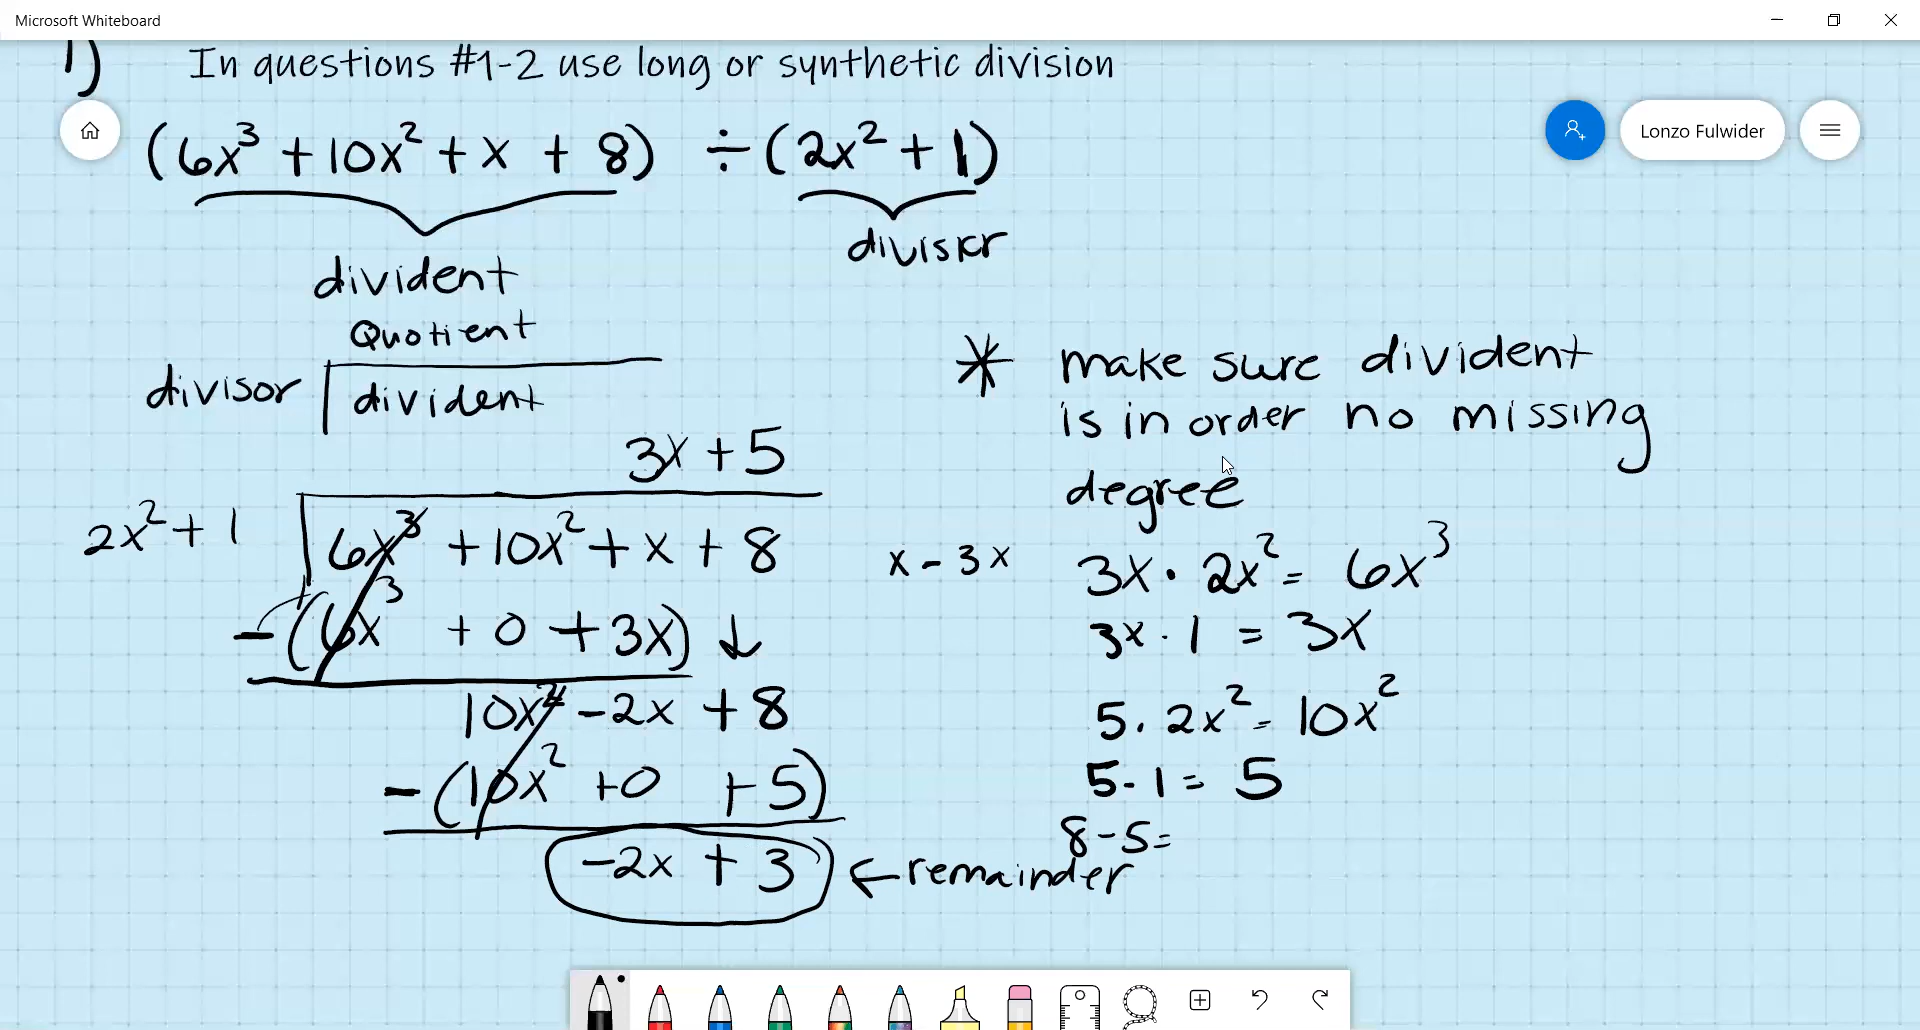 Microsoft Whiteboard
1) In questions #1-2 use long or synthetic division
(6x³ + 10x² + x + 8) ÷ (2x² + 1)
Lonzo Fulwider
divident
divisor
Quotient
divisor divident
* make sure divident
is in order no missing
degree
3x + 5
2x² + 1 6x³ + 10x² + x + 8
-(6x³ + 0 + 3x) ↓
10x² - 2x + 8
-(10x² + 0 + 5)
-2x + 3 ← remainder
x - 3x
3x · 2x² = 6x³
3x · 1 = 3x
5 · 2x² = 10x²
5 · 1 = 5
8 - 5 =